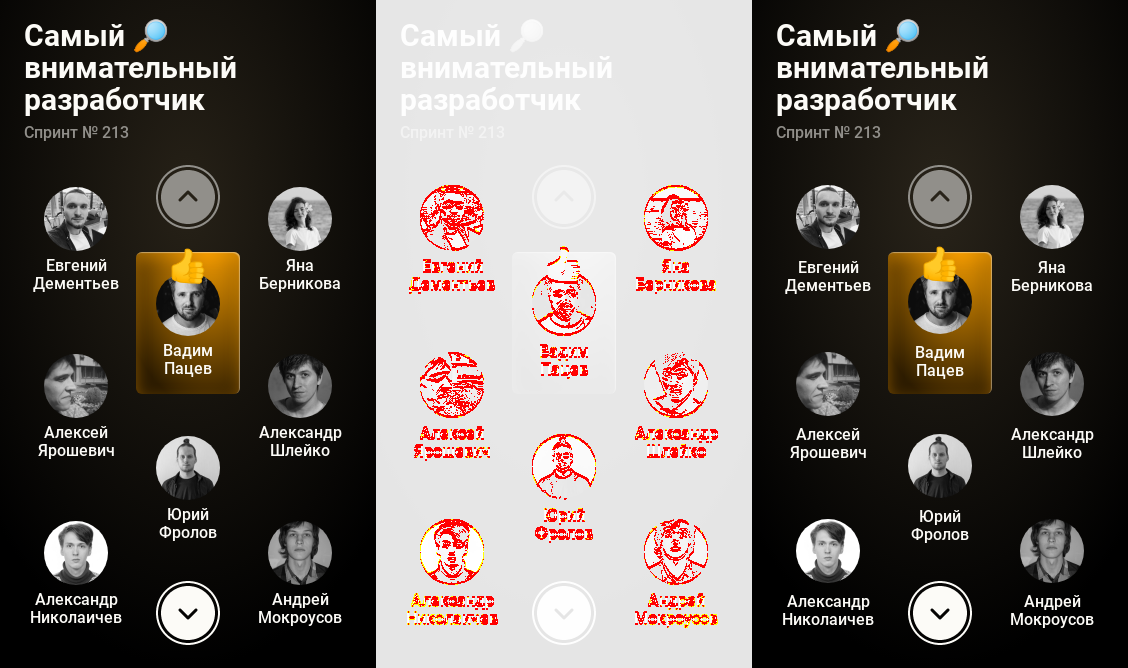 Самый 🔎
внимательный
разработчик
Спринт № 213
Евгений
Дементьев
Яна
Берникова
Вадим
Пацев
Алексей
Ярошевич
Александр
Шлейко
Юрий
Фролов
Александр
Николаичев
Андрей
Мокроусов
Самый 🔎
внимательный
разработчик
Спринт № 213
Евгений
Дементьев
Яна
Берникова
Вадим
Пацев
Алексей
Ярошевич
Александр
Шлейко
Юрий
Фролов
Александр
Николаичев
Андрей
Мокроусов
Самый 🔎
внимательный
разработчик
Спринт № 213
Евгений
Дементьев
Яна
Берникова
Вадим
Пацев
Алексей
Ярошевич
Александр
Шлейко
Юрий
Фролов
Александр
Николаичев
Андрей
Мокроусов